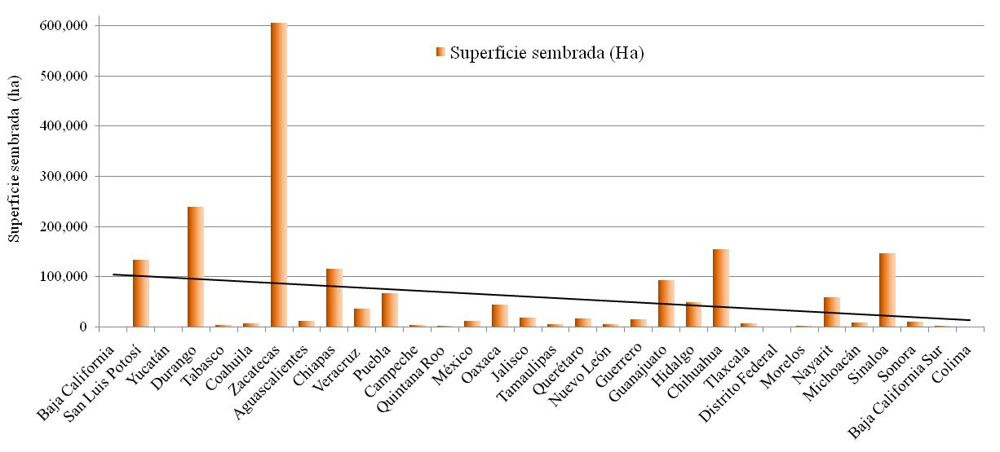 600,000
500,000
400,000
300,000
200,000
100,000
0
Superficie sembrada (ha)
Superficie sembrada (Ha)
Baja California
San Luis Potosí
Yucatán
Durango
Tabasco
Coahuila
Zacatecas
Aguascalientes
Chiapas
Veracruz
Puebla
Campeche
Quintana Roo
México
Oaxaca
Jalisco
Tamaulipas
Querétaro
Nuevo León
Guerrero
Guanajuato
Hidalgo
Chihuahua
Tlaxcala
Distrito Federal
Morelos
Nayarit
Michoacán
Sinaloa
Sonora
Baja California Sur
Colima